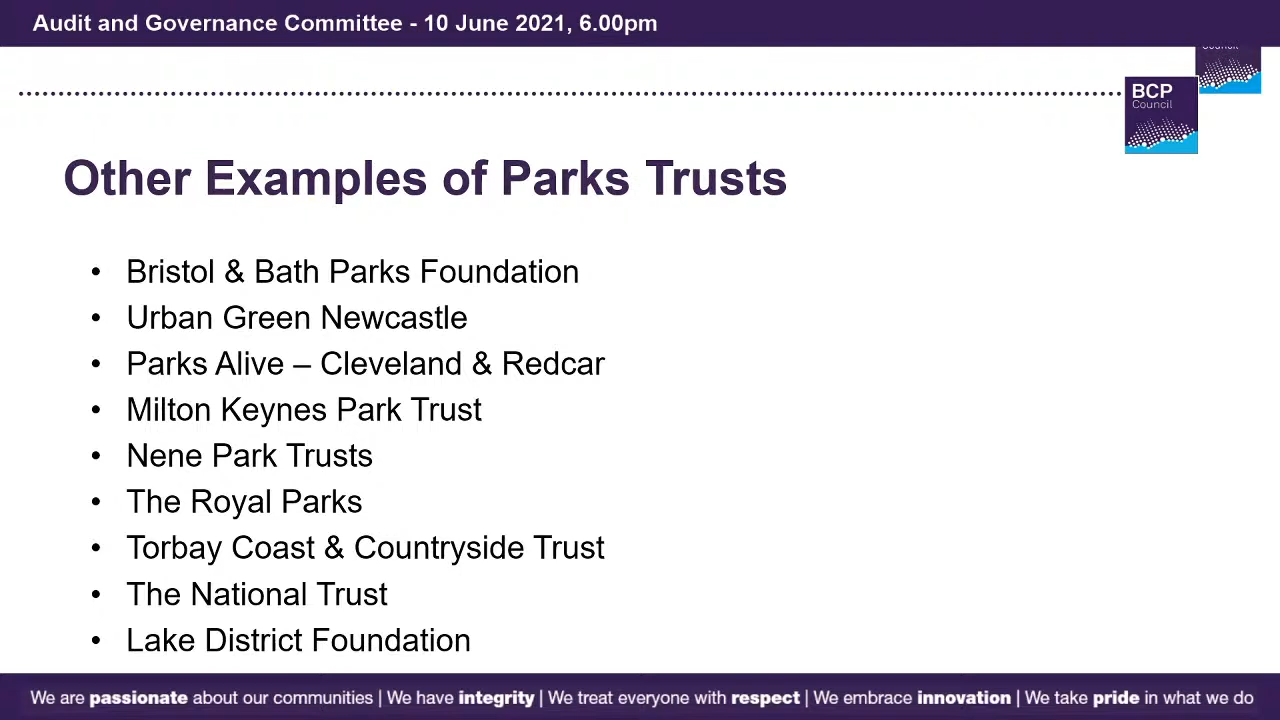 Audit and Governance Committee - 10 June 2021, 6.00pm
Council
BCP
Council
Other Examples of Parks Trusts
• Bristol & Bath Parks Foundation
• Urban Green Newcastle
• Parks Alive – Cleveland & Redcar
• Milton Keynes Park Trust
• Nene Park Trusts
• The Royal Parks
• Torbay Coast & Countryside Trust
• The National Trust
• Lake District Foundation
We are passionate about our communities | We have integrity | We treat everyone with respect | We embrace innovation | We take pride in what we do